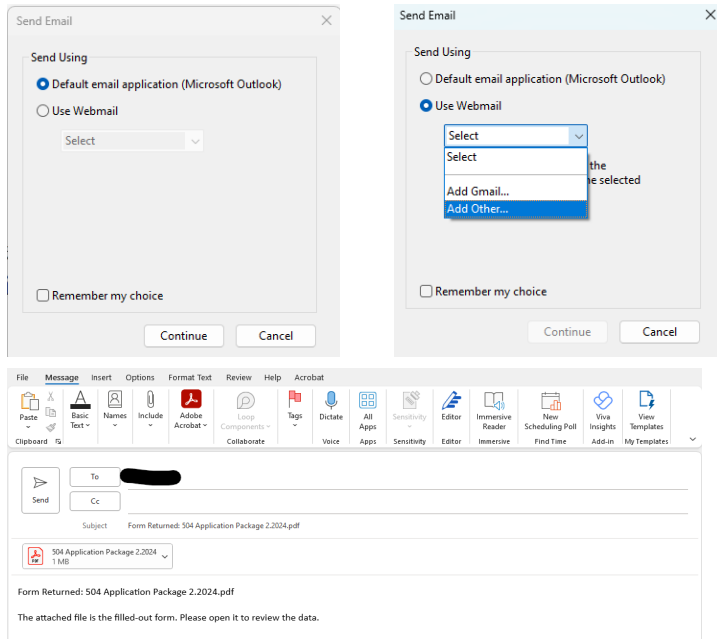 Send Email
Send Using
Default email application (Microsoft Outlook)
Use Webmail
Select
Remember my choice
Continue
Cancel
Send Email
Send Using
Default email application (Microsoft Outlook)
Use Webmail
Select
Select
the
e selected
Add Gmail...
Add Other...
Remember my choice
Continue
Cancel
File Message Insert Options Format Text Review Help Acrobat
Paste
Basic Text
Names
Include
Adobe Acrobat
Loop Components
Tags
Dictate
All Apps
Sensitivity
Editor
Immersive Reader
New Scheduling Poll
Viva Insights
View Templates
Clipboard Collaborate Voice Apps Sensitivity Editor Immersive Find Time Add-in My Templates
Send
To
Cc
Subject Form Returned: 504 Application Package 2.2024.pdf
PDF
504 Application Package 2.2024
1 MB
Form Returned: 504 Application Package 2.2024.pdf
The attached file is the filled-out form. Please open it to review the data.